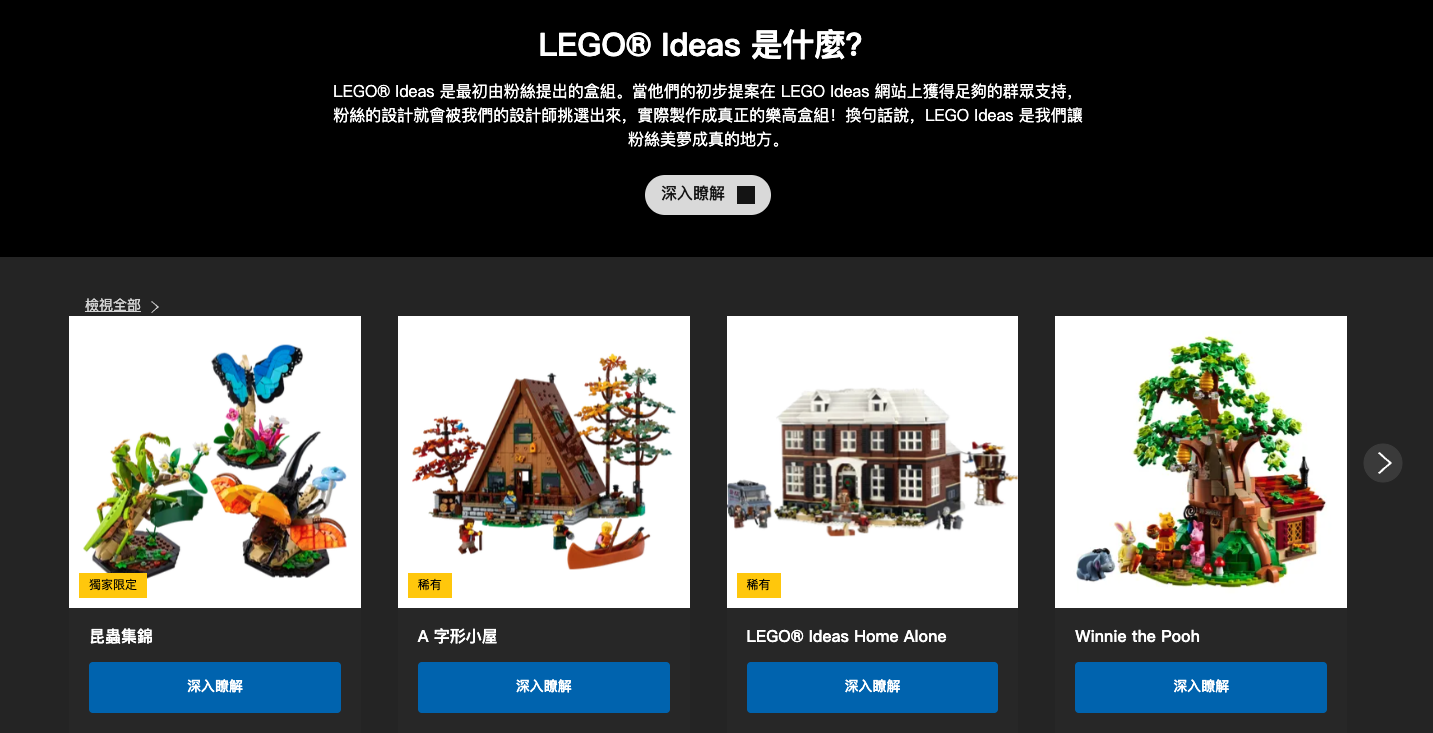 LEGO® Ideas 是什麼?
LEGO® Ideas 是最初由粉絲提出的盒組。當他們的初步提案在 LEGO Ideas 網站上獲得足夠的群眾支持，
粉絲的設計就會被我們的設計師挑選出來，實際製作成真正的樂高盒組！換句話說，LEGO Ideas 是我們讓
粉絲美夢成真的地方。
深入瞭解
檢視全部
獨家限定
稀有
稀有
昆蟲集錦
A 字形小屋
LEGO® Ideas Home Alone
Winnie the Pooh
深入瞭解
深入瞭解
深入瞭解
深入瞭解